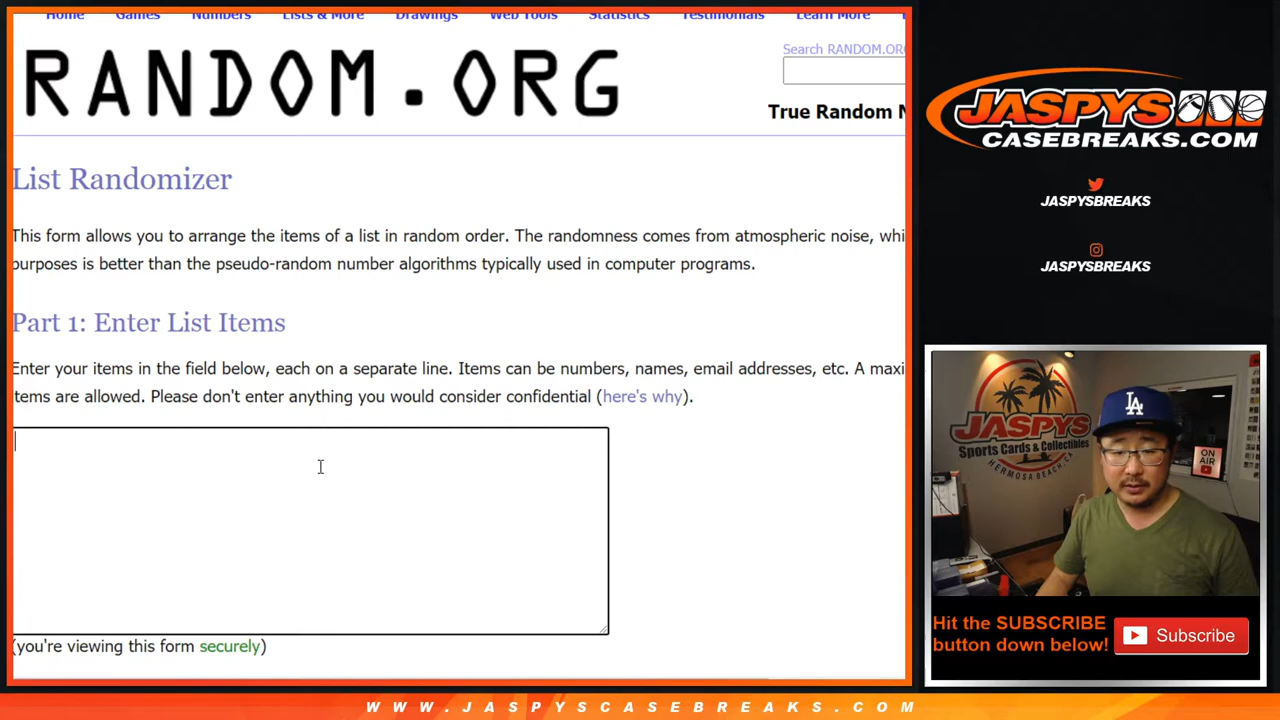 Home Games Numbers Lists & More Drawings Web Tools Statistics Testimonials Learn More
RANDOM.ORG
Search RANDOM.ORG
True Random N
List Randomizer
This form allows you to arrange the items of a list in random order. The randomness comes from atmospheric noise, whi
purposes is better than the pseudo-random number algorithms typically used in computer programs.
Part 1: Enter List Items
Enter your items in the field below, each on a separate line. Items can be numbers, names, email addresses, etc. A maxi
items are allowed. Please don't enter anything you would consider confidential (here's why).
(you're viewing this form securely)
JASPYS
CASEBREAKS.COM
JASPYSBREAKS
JASPYSBREAKS
JASPYS
Sports Cards & Collectibles
HERMOSA BEACH, CA
LA
ON
AIR
Hit the SUBSCRIBE
button down below!
Subscribe
WWW.JASPYSCASEBREAKS.COM